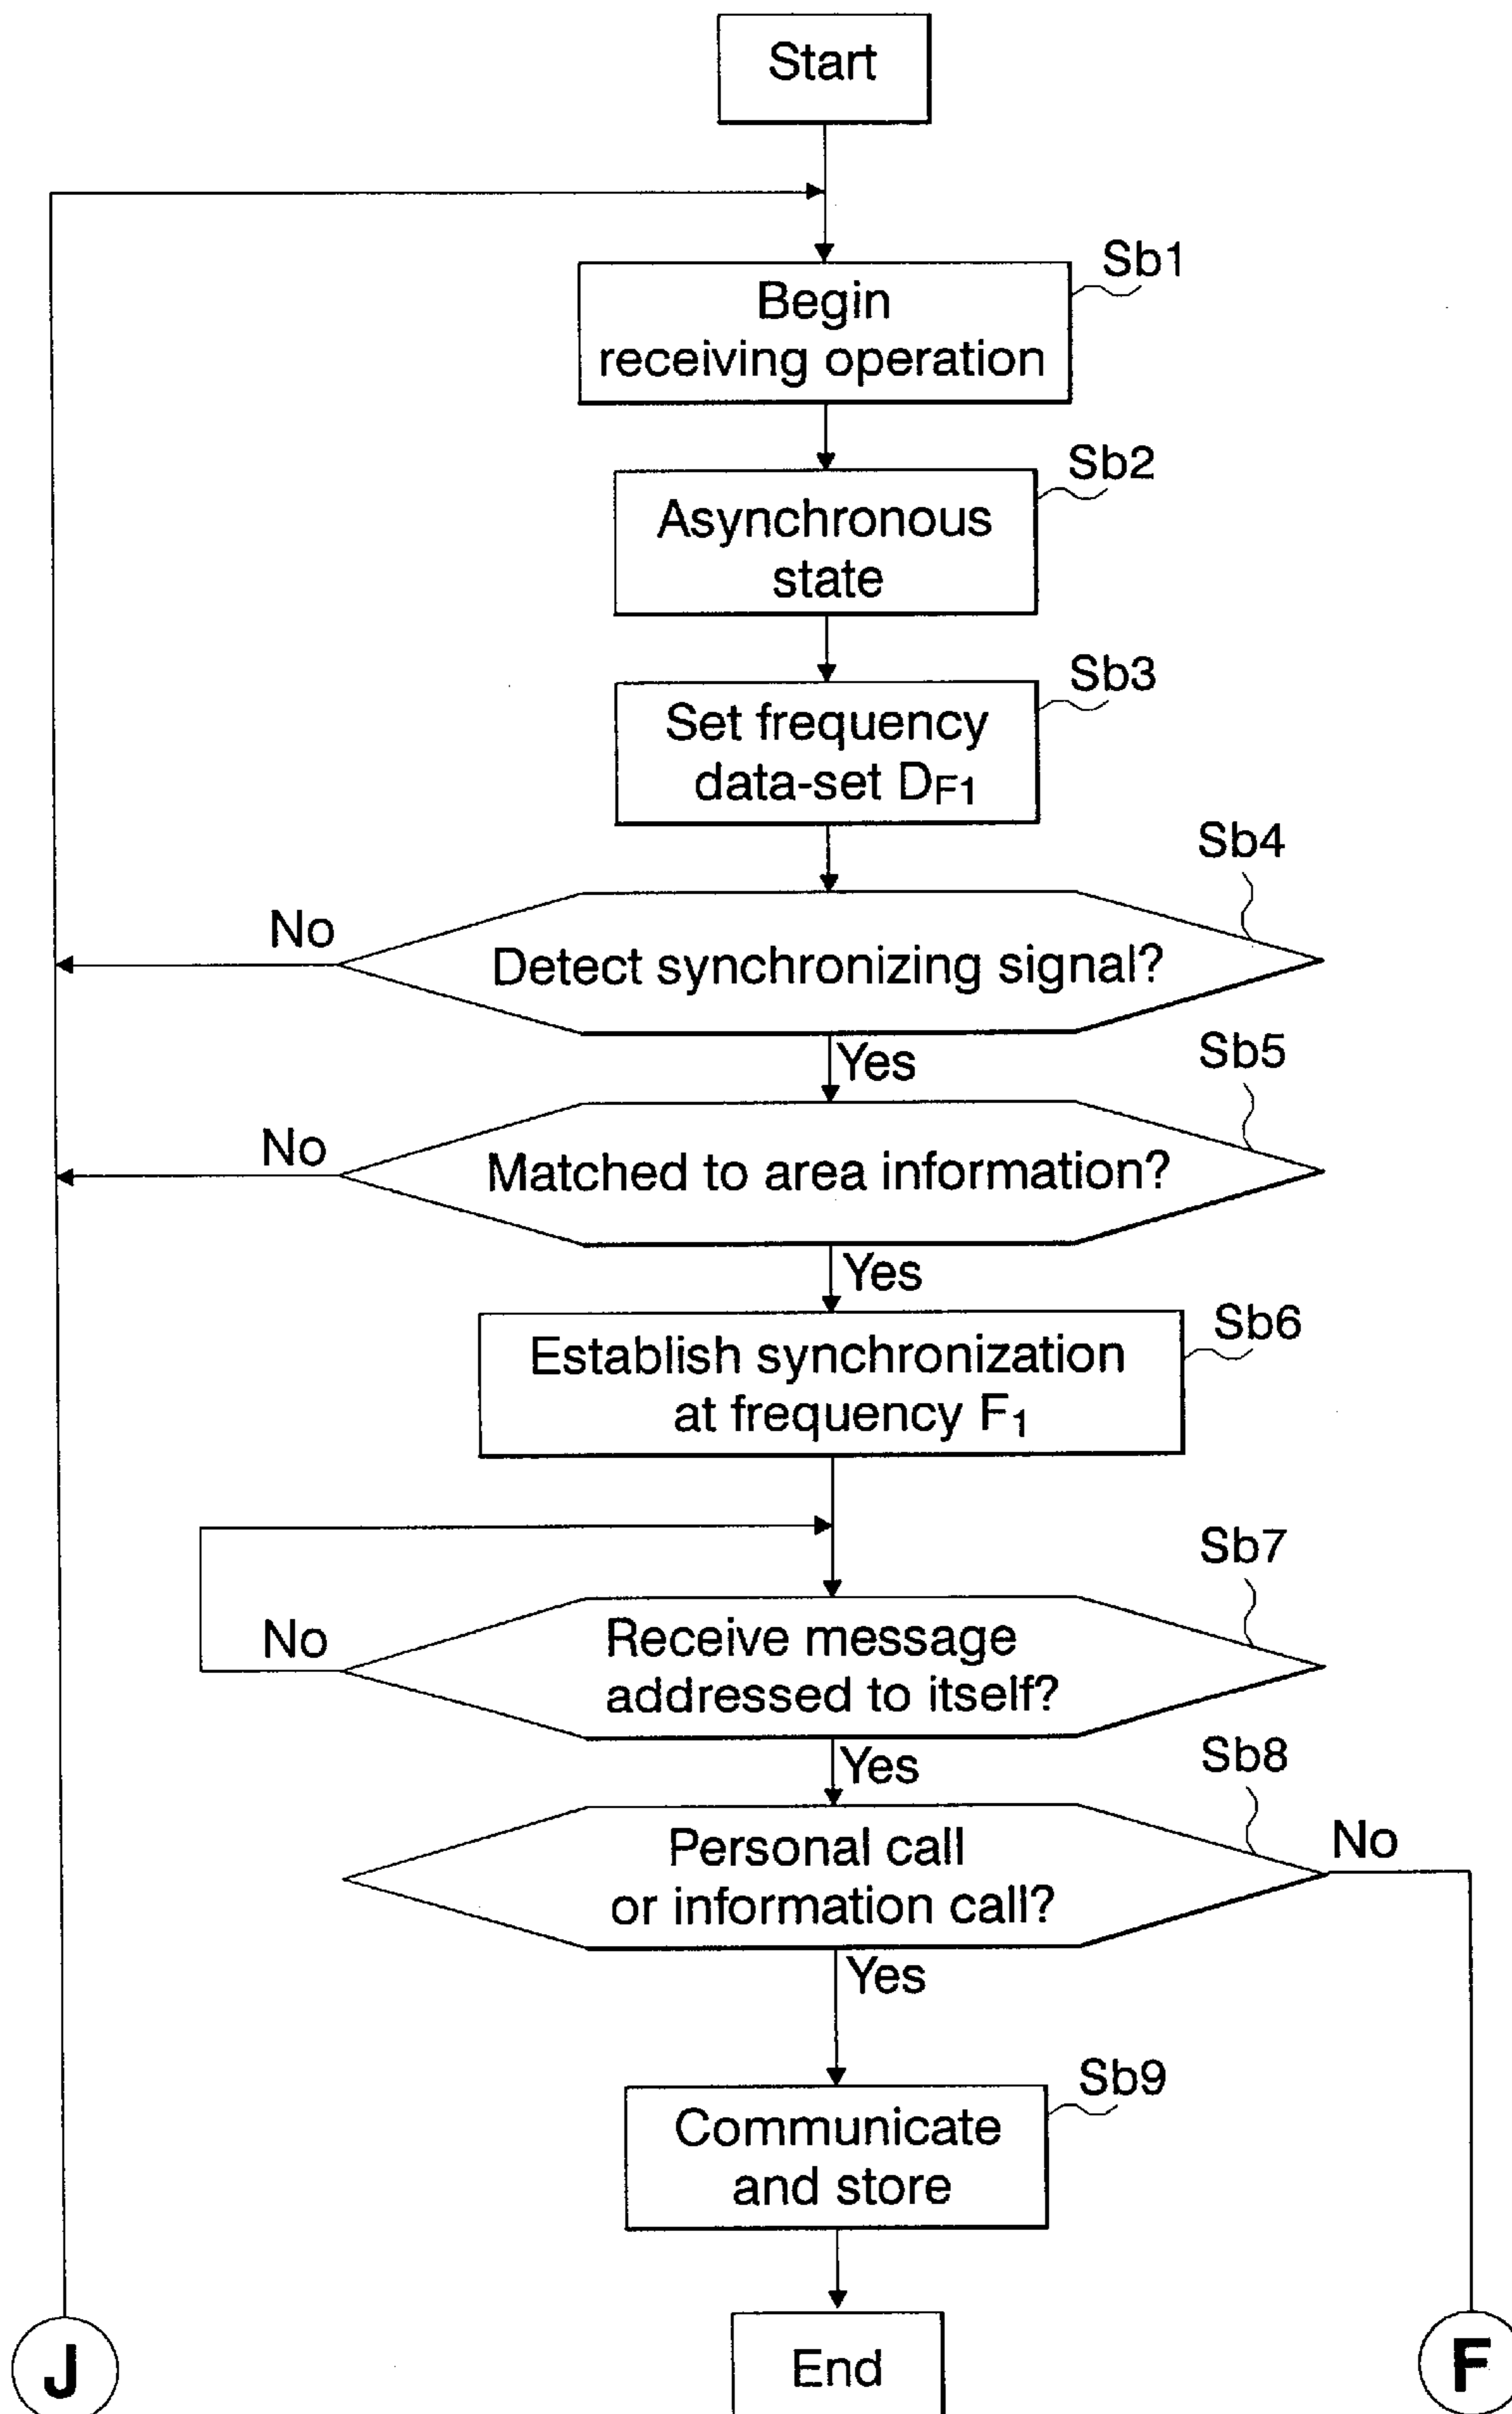 Start
Sb1
Begin
receiving operation
Sb2
Asynchronous
state
Sb3
Set frequency
data-set DF1
Sb4
No
Detect synchronizing signal?
Yes
Sb5
No
Matched to area information?
Yes
Sb6
Establish synchronization
at frequency F1
Sb7
No
Receive message
addressed to itself?
Yes
Sb8
No
Personal call
or information call?
Yes
Sb9
Communicate
and store
J
End
F